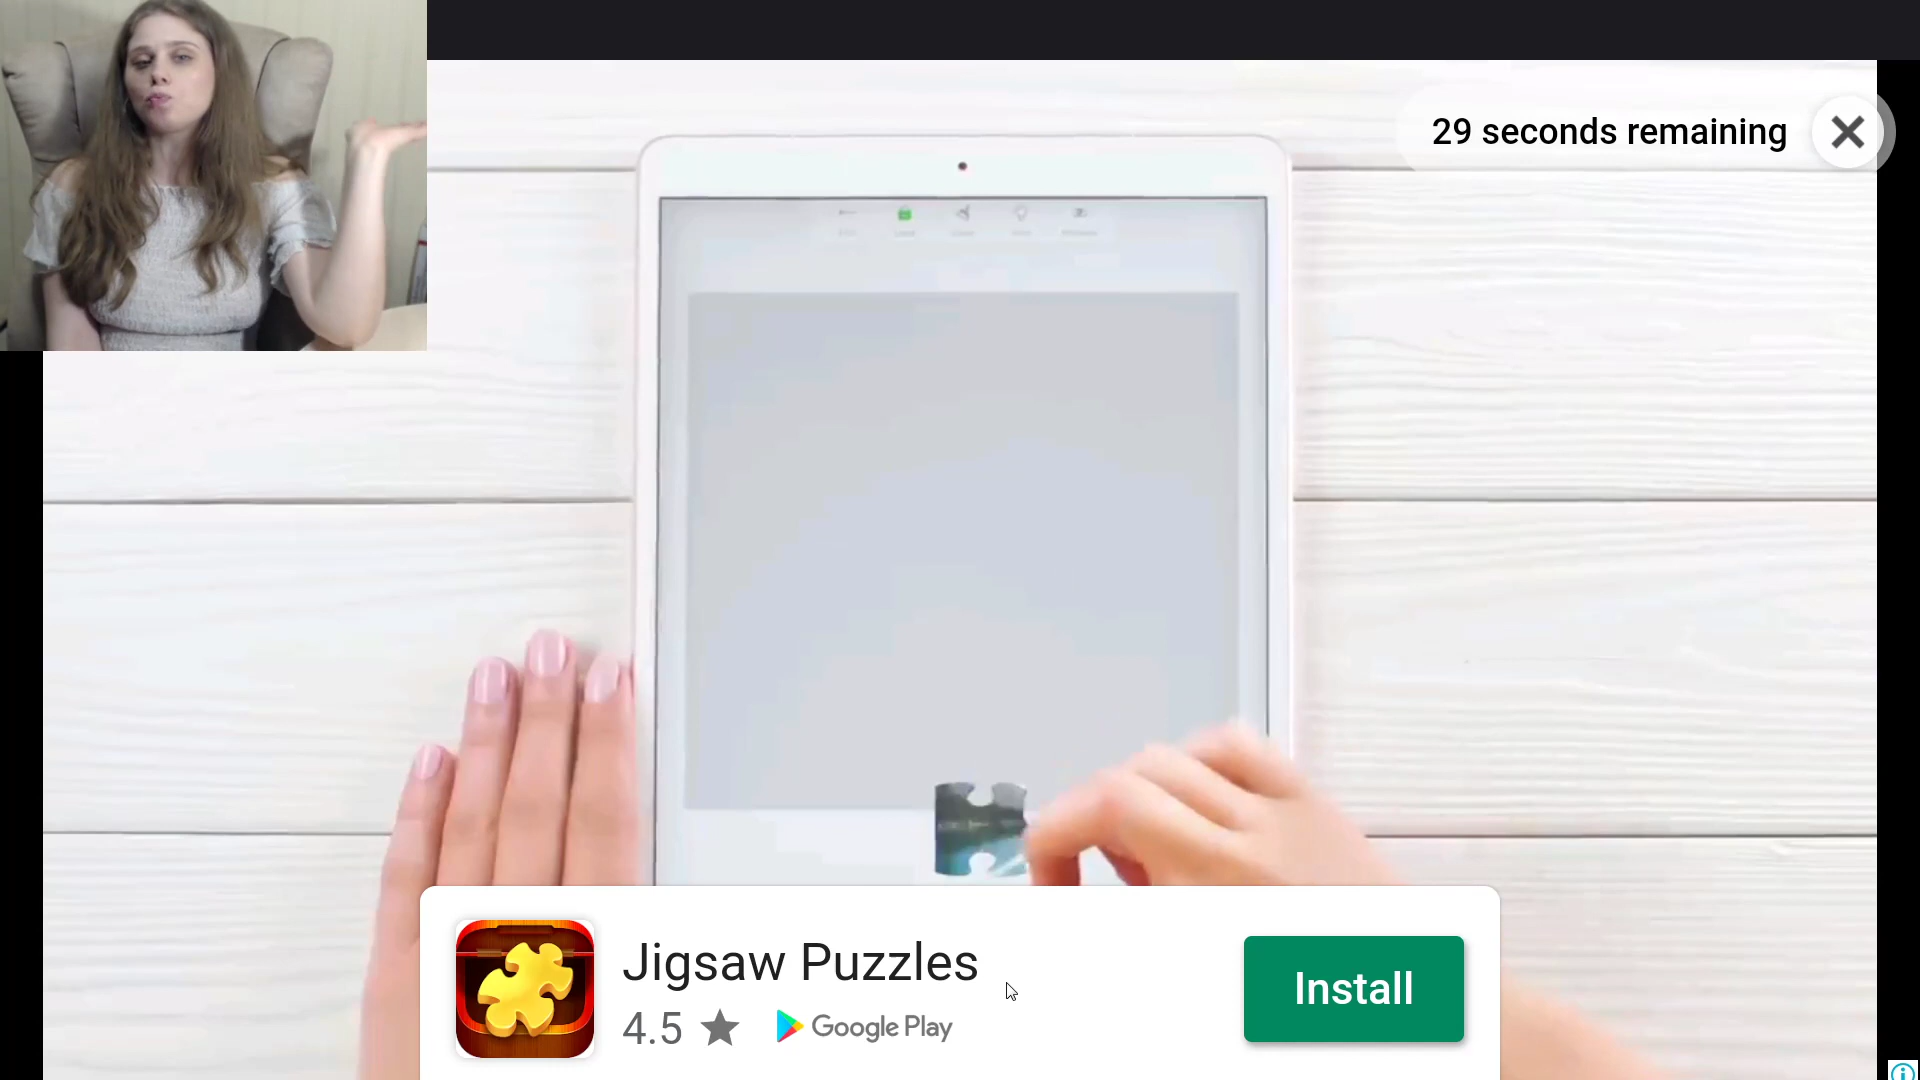 29 seconds remaining
Jigsaw Puzzles
4.5
Google Play
Install